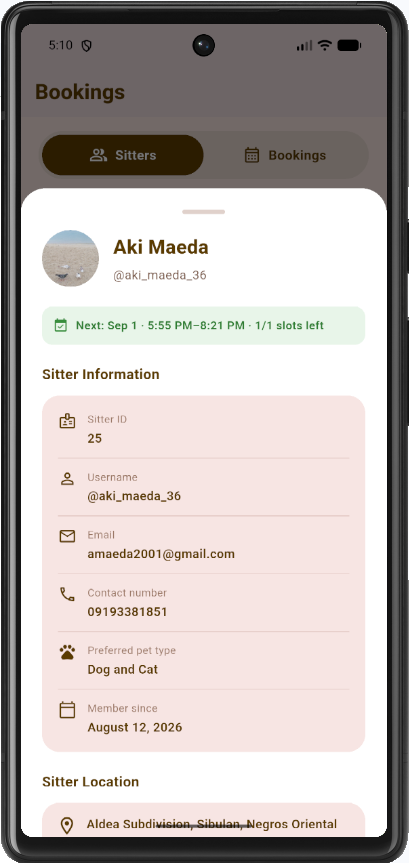 5:10
Bookings
Sitters
Bookings
Aki Maeda
@aki_maeda_36
Next: Sep 1 · 5:55 PM–8:21 PM · 1/1 slots left
Sitter Information
Sitter ID
25
Username
@aki_maeda_36
Email
amaeda2001@gmail.com
Contact number
09193381851
Preferred pet type
Dog and Cat
Member since
August 12, 2026
Sitter Location
Aldea Subdivision, Sibulan, Negros Oriental